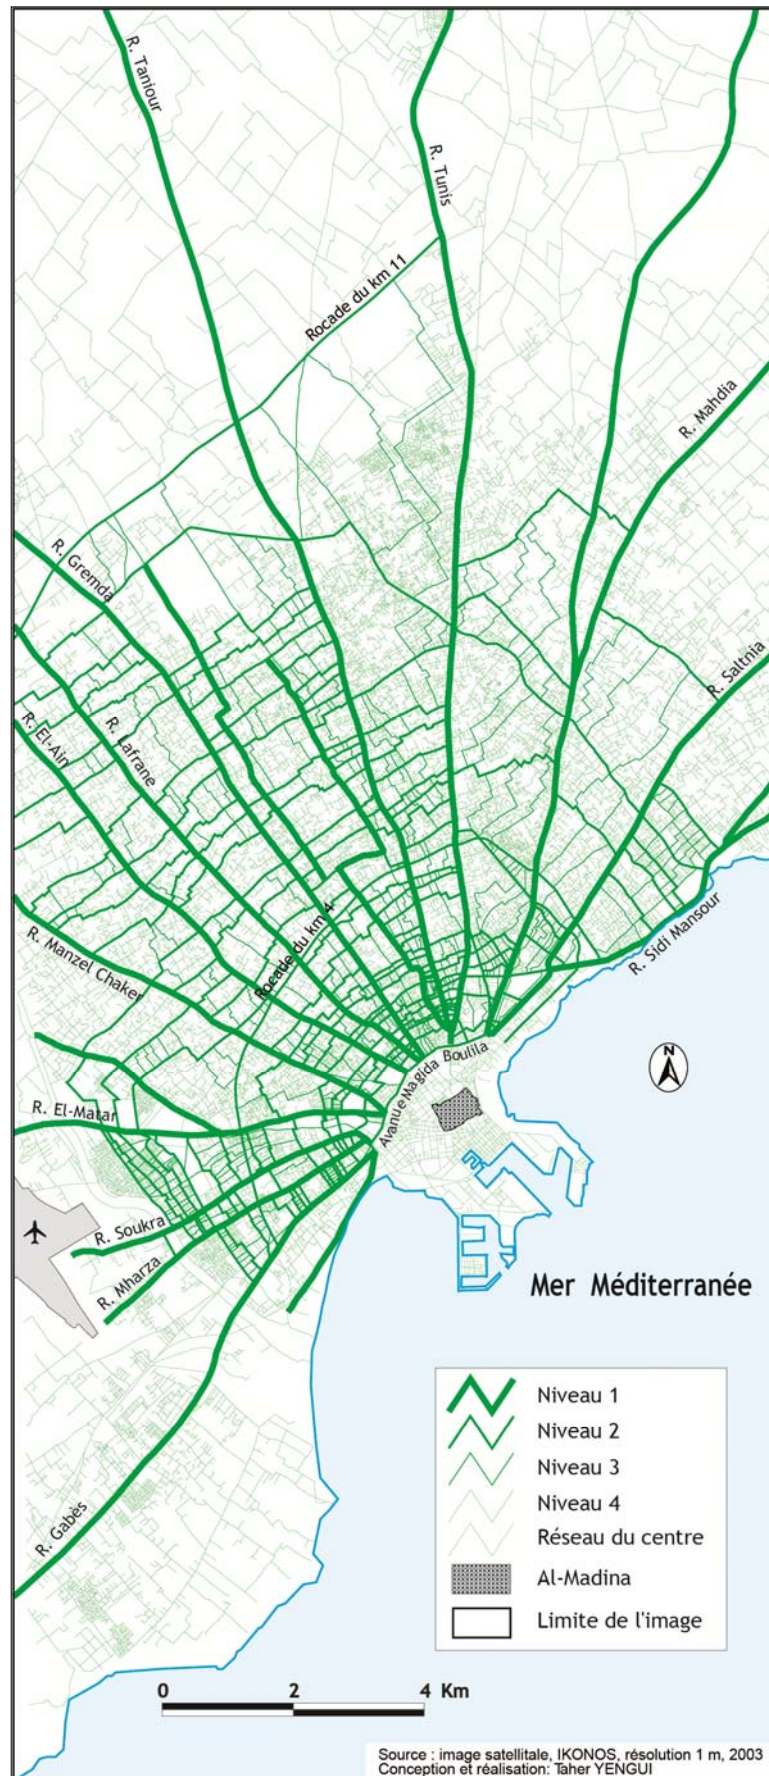 R. Taniour
R. Tunis
Rocade du km 11
R. Mahdia
R. Gremda
R. Saltnia
R. Lafrane
R. El-Ain
Rocade du km 4
R. Manzel Chaker
R. Sidi Mansour
N
Avanue Magida Boulila
R. El-Matar
R. Soukra
R. Mharza
Mer Méditerranée
Niveau 1
Niveau 2
Niveau 3
Niveau 4
Réseau du centre
Al-Madina
Limite de l'image
R. Gabès
0 2 4 Km
Source : image satellitale, IKONOS, résolution 1 m, 2003
Conception et réalisation: Taher YENGUI